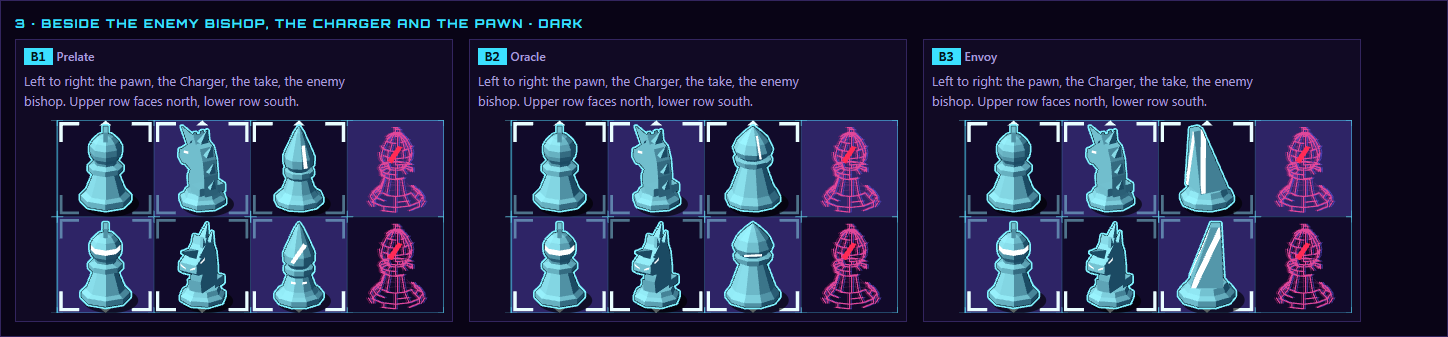 3 · BESIDE THE ENEMY BISHOP, THE CHARGER AND THE PAWN · DARK
B1 Prelate
Left to right: the pawn, the Charger, the take, the enemy
bishop. Upper row faces north, lower row south.
B2 Oracle
Left to right: the pawn, the Charger, the take, the enemy
bishop. Upper row faces north, lower row south.
B3 Envoy
Left to right: the pawn, the Charger, the take, the enemy
bishop. Upper row faces north, lower row south.